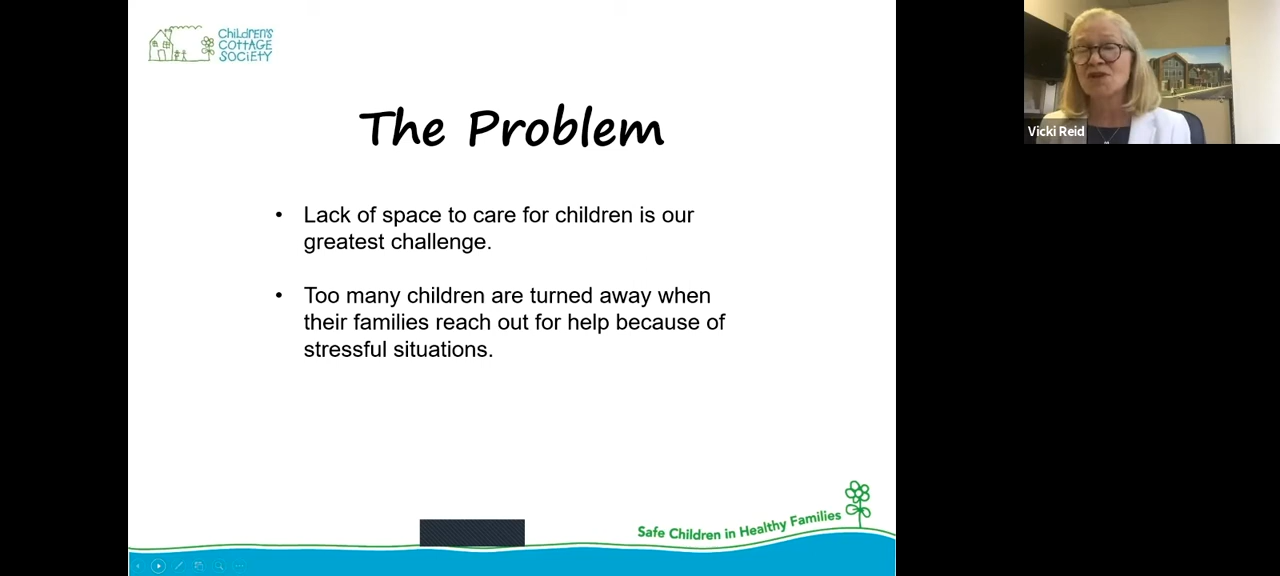 Children's
Cottage
Society
The Problem
• Lack of space to care for children is our
greatest challenge.
• Too many children are turned away when
their families reach out for help because of
stressful situations.
Safe Children in Healthy Families
Vicki Reid